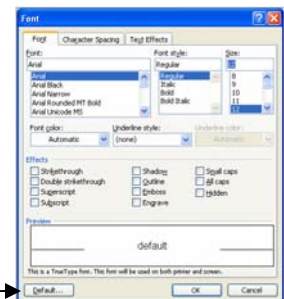 Font
Font Character Spacing Text Effects
Font: Font style: Size:
Arial Regular 12
Arial Regular 8
Arial Black Italic 9
Arial Narrow Bold 10
Arial Rounded MT Bold Bold Italic 11
Arial Unicode MS 12
Font color: Underline style: Underline color:
Automatic (none) Automatic
Effects
Strikethrough Shadow Small caps
Double strikethrough Outline All caps
Superscript Emboss Hidden
Subscript Engrave
Preview
default
This is a TrueType font. This font will be used on both printer and screen.
Default... OK Cancel